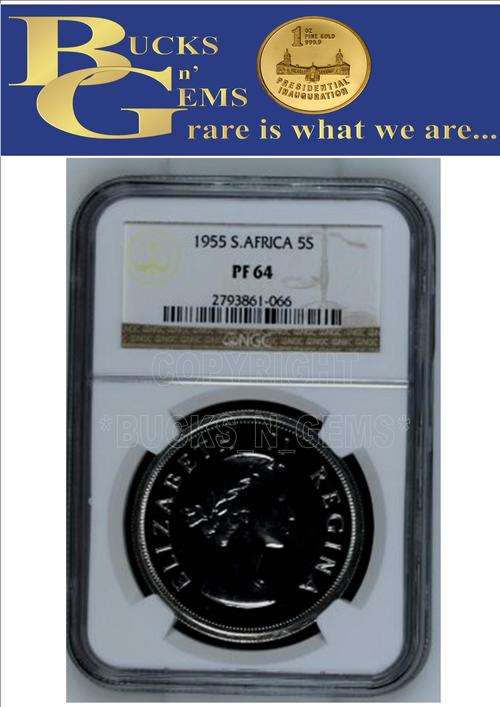 BUCKS
n'
GEMS
rare is what we are...
1 OZ
FINE GOLD
999.9
PRESIDENTIAL
INAUGURATION
1955 S.AFRICA 5S
PF 64
2793861-066
NGC
COPYRIGHT
*BUCKS_N_GEMS*
ELIZABETH REGINA